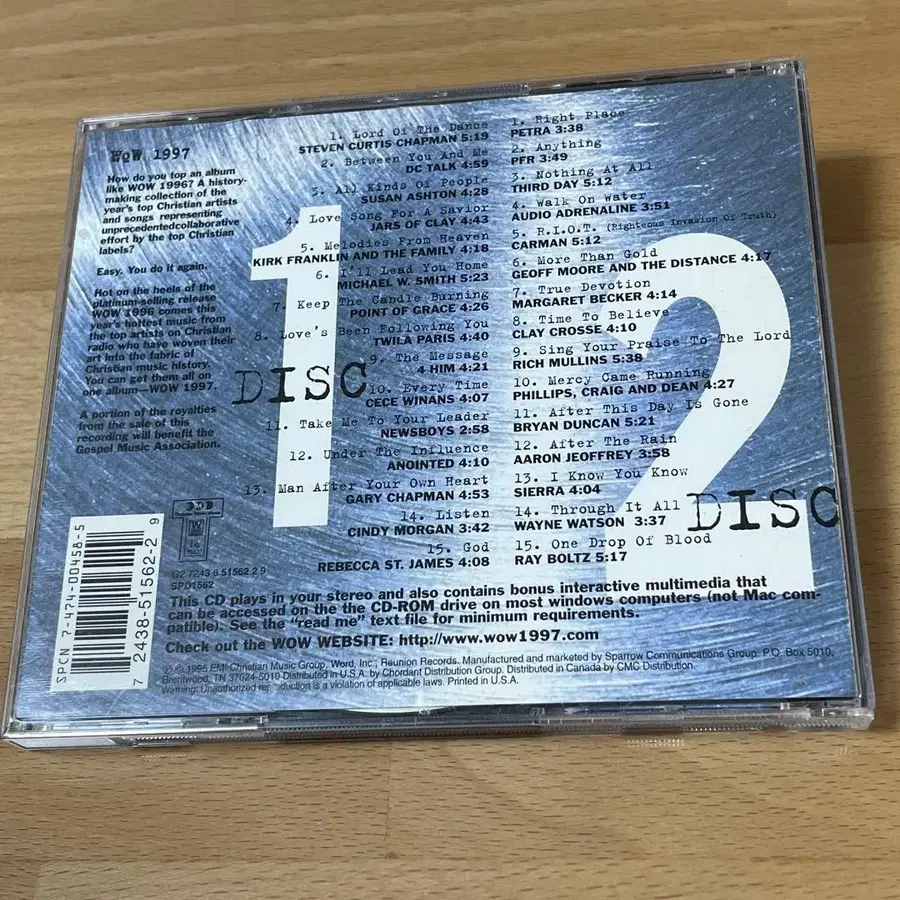 WOW 1997
How do you top an album
like WOW 1996? A history-
making collection of the
year's top Christian artists
and songs representing
unprecedentedcollaborative
effort by the top Christian
labels?
Easy. You do it again.
Hot on the heels of the
platinum-selling release
WOW 1996 comes this
year's hottest music from
the top artists on Christian
radio who have woven their
art into the fabric of
Christian music history.
You can get them all on
one album—WOW 1997.
A portion of the royalties
from the sale of this
recording will benefit the
Gospel Music Association.
1
DISC
1. Lord Of The Dance
STEVEN CURTIS CHAPMAN 5:19
2. Between You And Me
DC TALK 4:59
3. All Kinds Of People
SUSAN ASHTON 4:28
4. Love Song For A Savior
JARS OF CLAY 4:43
5. Melodies From Heaven
KIRK FRANKLIN AND THE FAMILY 4:18
6. I'll Lead You Home
MICHAEL W. SMITH 5:23
7. Keep The Candle Burning
POINT OF GRACE 4:26
8. Love's Been Following You
TWILA PARIS 4:40
9. The Message
4 HIM 4:21
10. Every Time
CECE WINANS 4:07
11. Take Me To Your Leader
NEWSBOYS 2:58
12. Under The Influence
ANOINTED 4:10
13. Man After Your Own Heart
GARY CHAPMAN 4:53
14. Listen
CINDY MORGAN 3:42
15. God
REBECCA ST. JAMES 4:08
2
DISC
1. Right Place
PETRA 3:38
2. Anything
PFR 3:49
3. Nothing At All
THIRD DAY 5:12
4. Walk On Water
AUDIO ADRENALINE 3:51
5. R.I.O.T. (Righteous Invasion Of Truth)
CARMAN 5:12
6. More Than Gold
GEOFF MOORE AND THE DISTANCE 4:17
7. True Devotion
MARGARET BECKER 4:14
8. Time To Believe
CLAY CROSSE 4:10
9. Sing Your Praise To The Lord
RICH MULLINS 5:38
10. Mercy Came Running
PHILLIPS, CRAIG AND DEAN 4:27
11. After This Day Is Gone
BRYAN DUNCAN 5:21
12. After The Rain
AARON JEOFFREY 3:58
13. I Know You Know
SIERRA 4:04
14. Through It All
WAYNE WATSON 3:37
15. One Drop Of Blood
RAY BOLTZ 5:17
SPCN 7-474-00458-5
7 2438-51562-2 9
G2 7243 8 51562 2 9
SPD1562
This CD plays in your stereo and also contains bonus interactive multimedia that
can be accessed on the the CD-ROM drive on most windows computers (not Mac com-
patible). See the "read me" text file for minimum requirements.
Check out the WOW WEBSITE: http://www.wow1997.com
℗ © 1996 EMI Christian Music Group, Word, Inc., Reunion Records. Manufactured and marketed by Sparrow Communications Group. P.O. Box 5010,
Brentwood, TN 37024-5010 Distributed in U.S.A. by Chordant Distribution Group. Distributed in Canada by CMC Distribution.
Warning: Unauthorized reproduction is a violation of applicable laws. Printed in U.S.A.